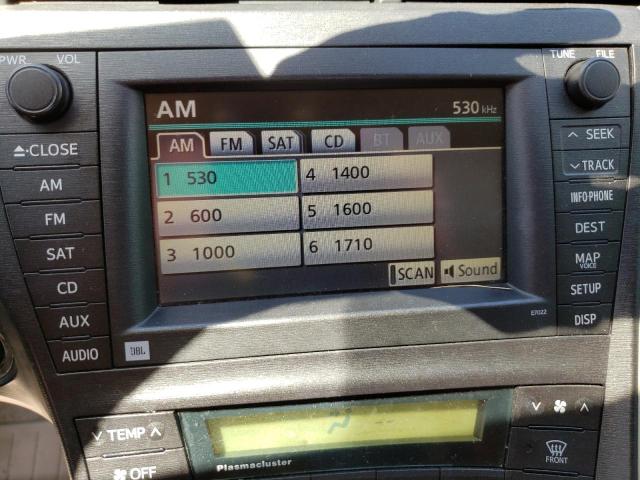 PWR VOL
TUNE FILE
AM 530 kHz
AM FM SAT CD BT AUX
1 530
2 600
3 1000
4 1400
5 1600
6 1710
SCAN Sound
CLOSE
AM
FM
SAT
CD
AUX
AUDIO
SEEK
TRACK
INFO PHONE
DEST
MAP
VOICE
SETUP
DISP
E7022
JBL
TEMP
OFF
Plasmacluster
FRONT